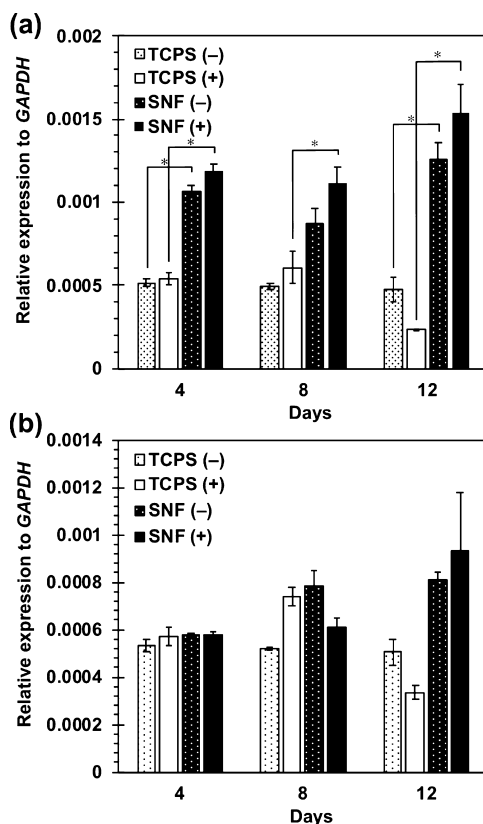 (a)
0.002
0.0015
0.001
0.0005
0
Relative expression to GAPDH
TCPS (–)
TCPS (+)
SNF (–)
SNF (+)
*
*
*
*
*
4 8 12
Days
(b)
0.0014
0.0012
0.001
0.0008
0.0006
0.0004
0.0002
0
Relative expression to GAPDH
TCPS (–)
TCPS (+)
SNF (–)
SNF (+)
4 8 12
Days